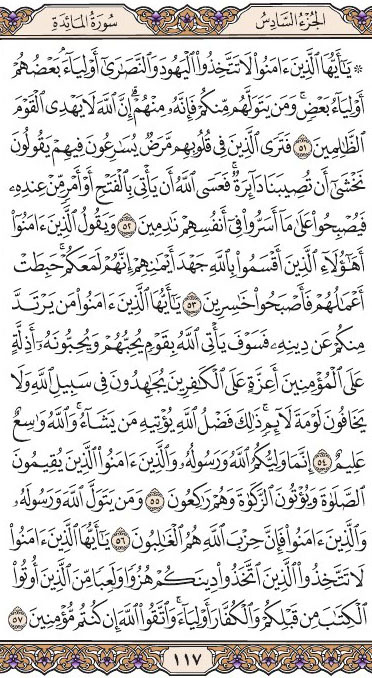 الجزء السادس سورة المائدة
۞ يَٰٓأَيُّهَا ٱلَّذِينَ ءَامَنُوا۟ لَا تَتَّخِذُوا۟ ٱلْيَهُودَ وَٱلنَّصَٰرَىٰٓ أَوْلِيَآءَۘ بَعْضُهُمْ
أَوْلِيَآءُ بَعْضٍۚ وَمَن يَتَوَلَّهُم مِّنكُمْ فَإِنَّهُۥ مِنْهُمْۗ إِنَّ ٱللَّهَ لَا يَهْدِى ٱلْقَوْمَ
ٱلظَّٰلِمِينَ ٥١ فَتَرَى ٱلَّذِينَ فِى قُلُوبِهِم مَّرَضٌ يُسَٰرِعُونَ فِيهِمْ يَقُولُونَ
نَخْشَىٰٓ أَن تُصِيبَنَا دَآئِرَةٌۚ فَعَسَى ٱللَّهُ أَن يَأْتِىَ بِٱلْفَتْحِ أَوْ أَمْرٍ مِّنْ عِندِهِۦ
فَيُصْبِحُوا۟ عَلَىٰ مَآ أَسَرُّوا۟ فِىٓ أَنفُسِهِمْ نَٰدِمِينَ ٥٢ وَيَقُولُ ٱلَّذِينَ ءَامَنُوٓا۟
أَهَٰٓؤُلَآءِ ٱلَّذِينَ أَقْسَمُوا۟ بِٱللَّهِ جَهْدَ أَيْمَٰنِهِمْ إِنَّهُمْ لَمَعَكُمْۚ حَبِطَتْ
أَعْمَٰلُهُمْ فَأَصْبَحُوا۟ خَٰسِرِينَ ٥٣ يَٰٓأَيُّهَا ٱلَّذِينَ ءَامَنُوا۟ مَن يَرْتَدَّ
مِنكُمْ عَن دِينِهِۦ فَسَوْفَ يَأْتِى ٱللَّهُ بِقَوْمٍ يُحِبُّهُمْ وَيُحِبُّونَهُۥٓ أَذِلَّةٍ
عَلَى ٱلْمُؤْمِنِينَ أَعِزَّةٍ عَلَى ٱلْكَٰفِرِينَ يُجَٰهِدُونَ فِى سَبِيلِ ٱللَّهِ وَلَا
يَخَافُونَ لَوْمَةَ لَآئِمٍۚ ذَٰلِكَ فَضْلُ ٱللَّهِ يُؤْتِيهِ مَن يَشَآءُۚ وَٱللَّهُ وَٰسِعٌ
عَلِيمٌ ٥٤ إِنَّمَا وَلِيُّكُمُ ٱللَّهُ وَرَسُولُهُۥ وَٱلَّذِينَ ءَامَنُوا۟ ٱلَّذِينَ يُقِيمُونَ
ٱلصَّلَوٰةَ وَيُؤْتُونَ ٱلزَّكَوٰةَ وَهُمْ رَٰكِعُونَ ٥٥ وَمَن يَتَوَلَّ ٱللَّهَ وَرَسُولَهُۥ
وَٱلَّذِينَ ءَامَنُوا۟ فَإِنَّ حِزْبَ ٱللَّهِ هُمُ ٱلْغَٰلِبُونَ ٥٦ يَٰٓأَيُّهَا ٱلَّذِينَ ءَامَنُوا۟
لَا تَتَّخِذُوا۟ ٱلَّذِينَ ٱتَّخَذُوا۟ دِينَكُمْ هُزُوًا وَلَعِبًا مِّنَ ٱلَّذِينَ أُوتُوا۟
ٱلْكِتَٰبَ مِن قَبْلِكُمْ وَٱلْكُفَّارَ أَوْلِيَآءَۚ وَٱتَّقُوا۟ ٱللَّهَ إِن كُنتُم مُّؤْمِنِينَ ٥٧
١١٧